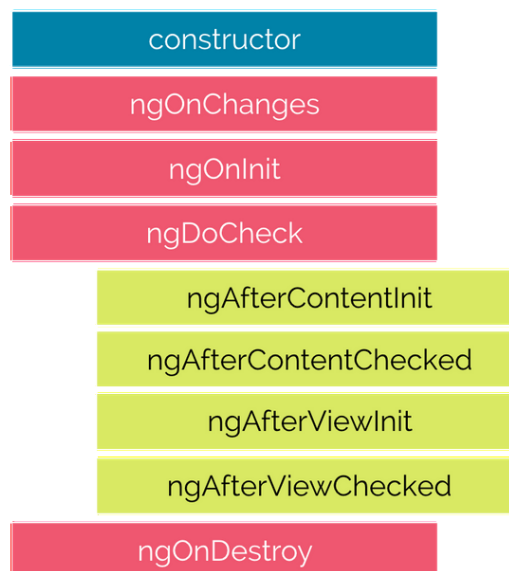 constructor
ngOnChanges
ngOnInit
ngDoCheck
ngAfterContentInit
ngAfterContentChecked
ngAfterViewInit
ngAfterViewChecked
ngOnDestroy